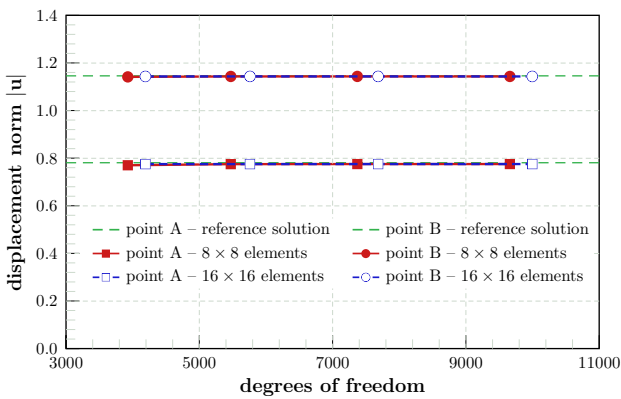 1.4
1.2
1.0
0.8
0.6
0.4
0.2
0.0
displacement norm |u|
point A – reference solution
point B – reference solution
point A – 8 × 8 elements
point B – 8 × 8 elements
point A – 16 × 16 elements
point B – 16 × 16 elements
3000 5000 7000 9000 11000
degrees of freedom